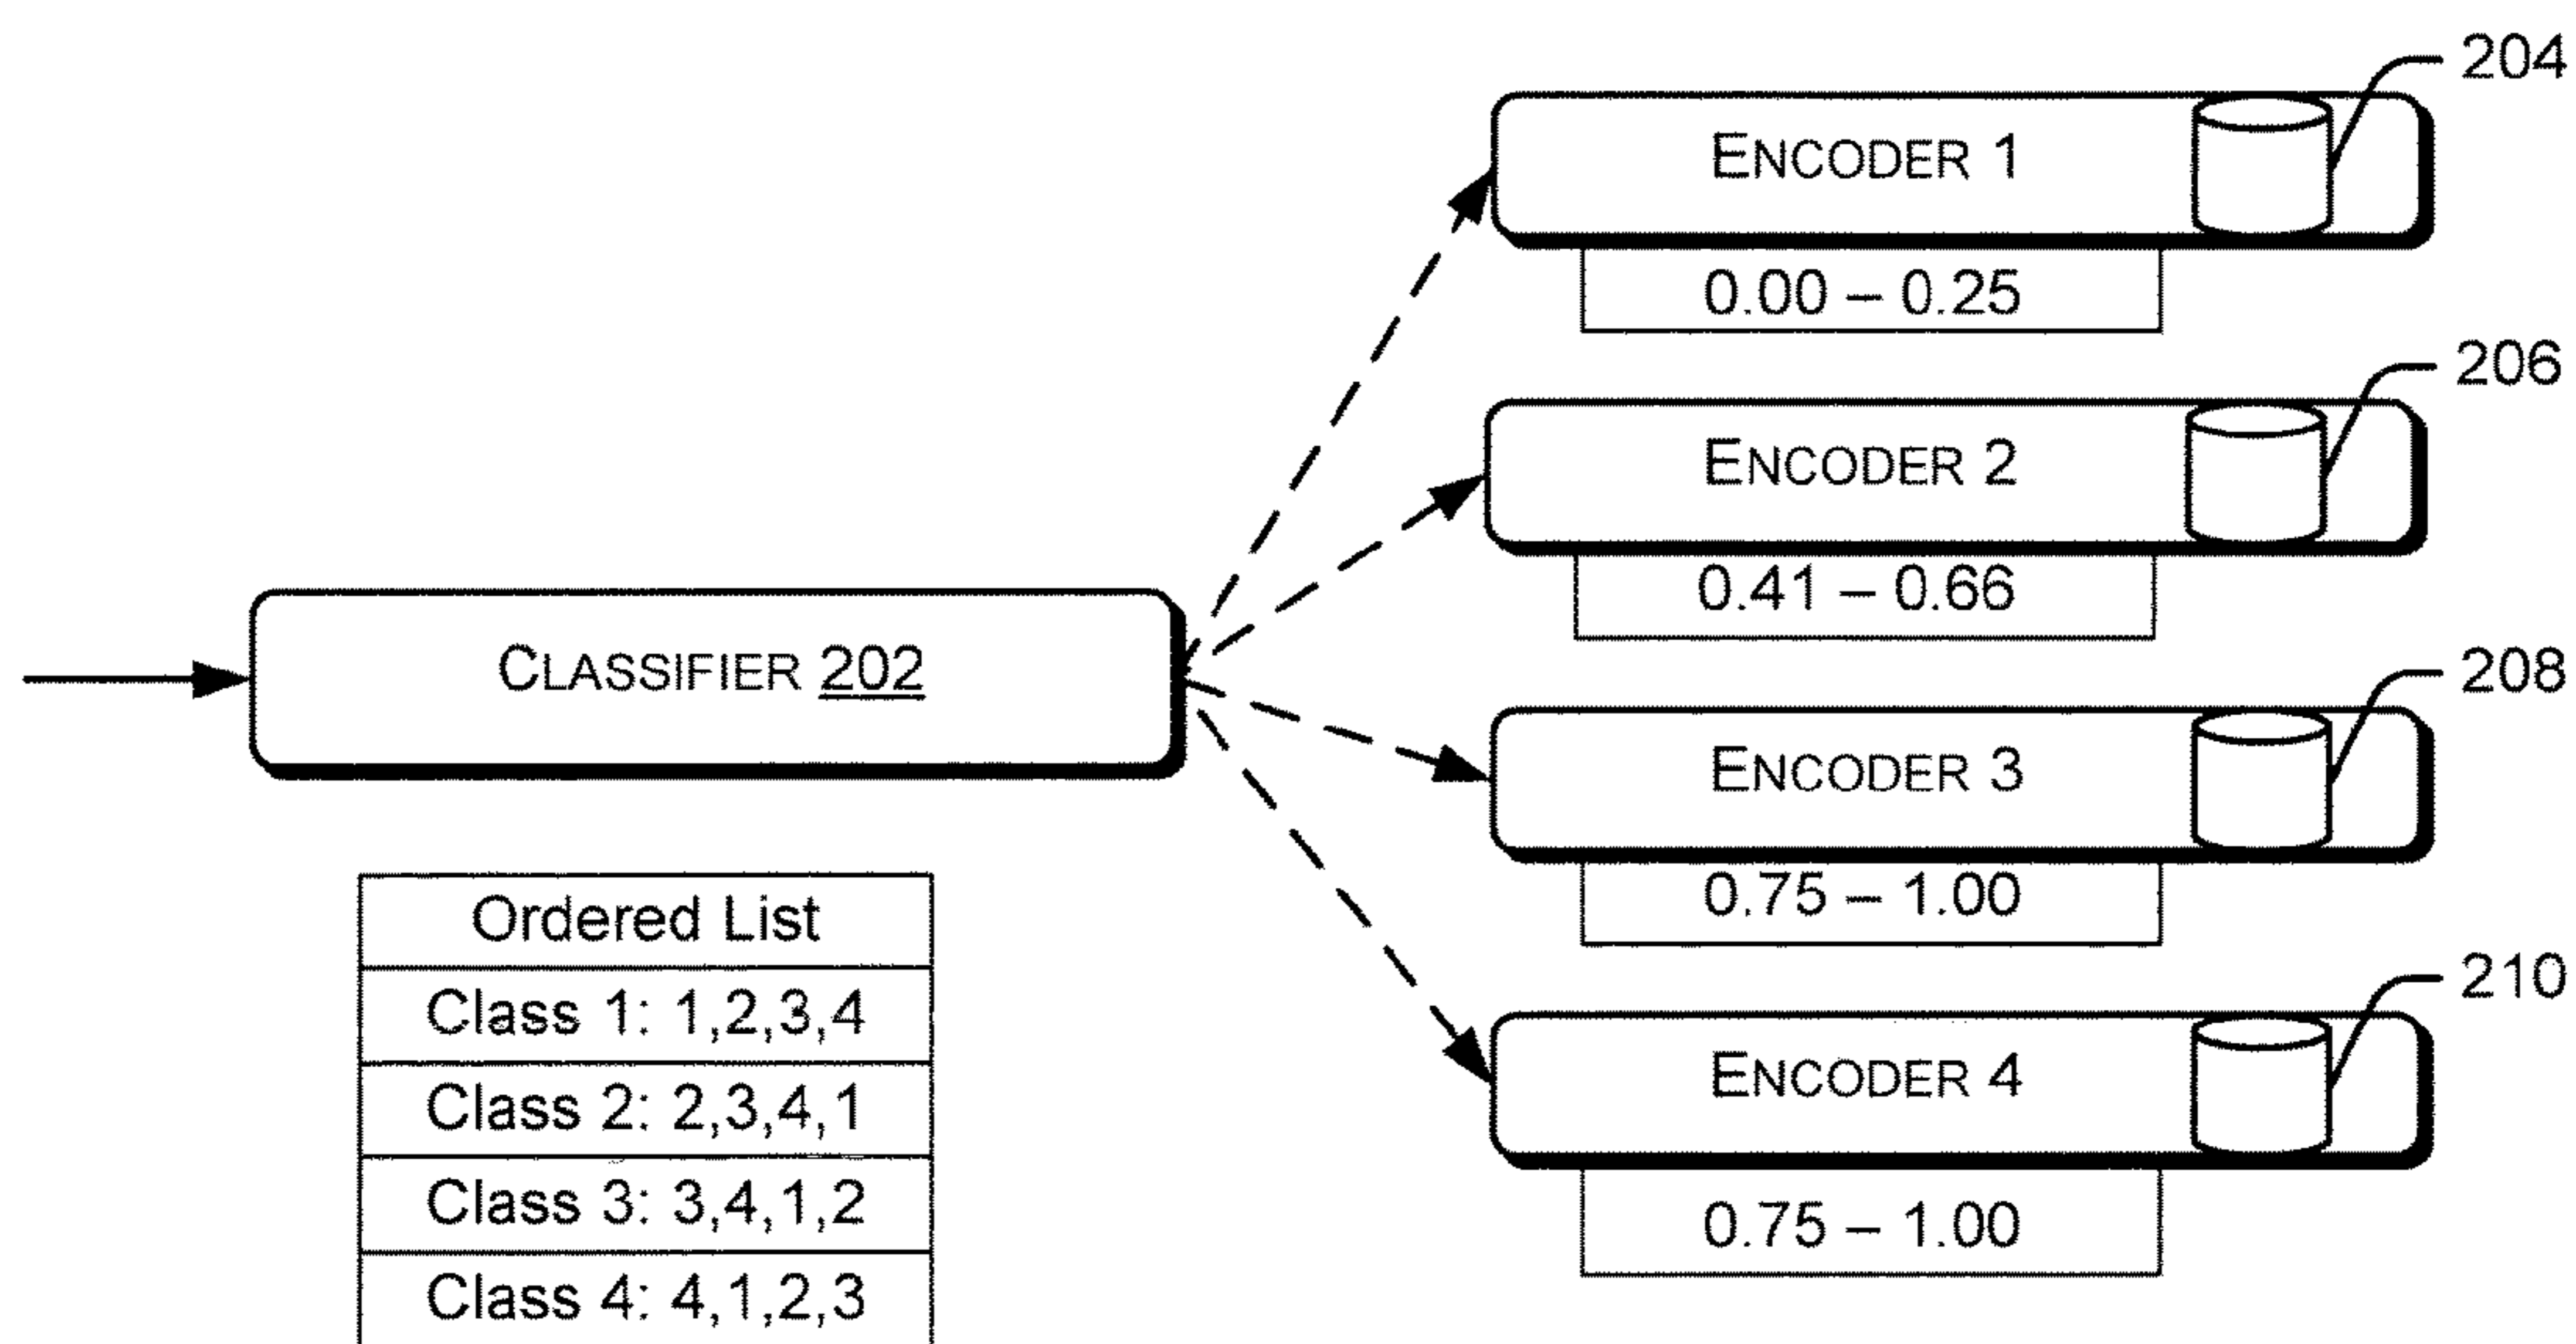 204
ENCODER 1
0.00 – 0.25
206
ENCODER 2
0.41 – 0.66
CLASSIFIER 202
208
ENCODER 3
0.75 – 1.00
Ordered List
Class 1: 1,2,3,4
Class 2: 2,3,4,1
Class 3: 3,4,1,2
Class 4: 4,1,2,3
210
ENCODER 4
0.75 – 1.00